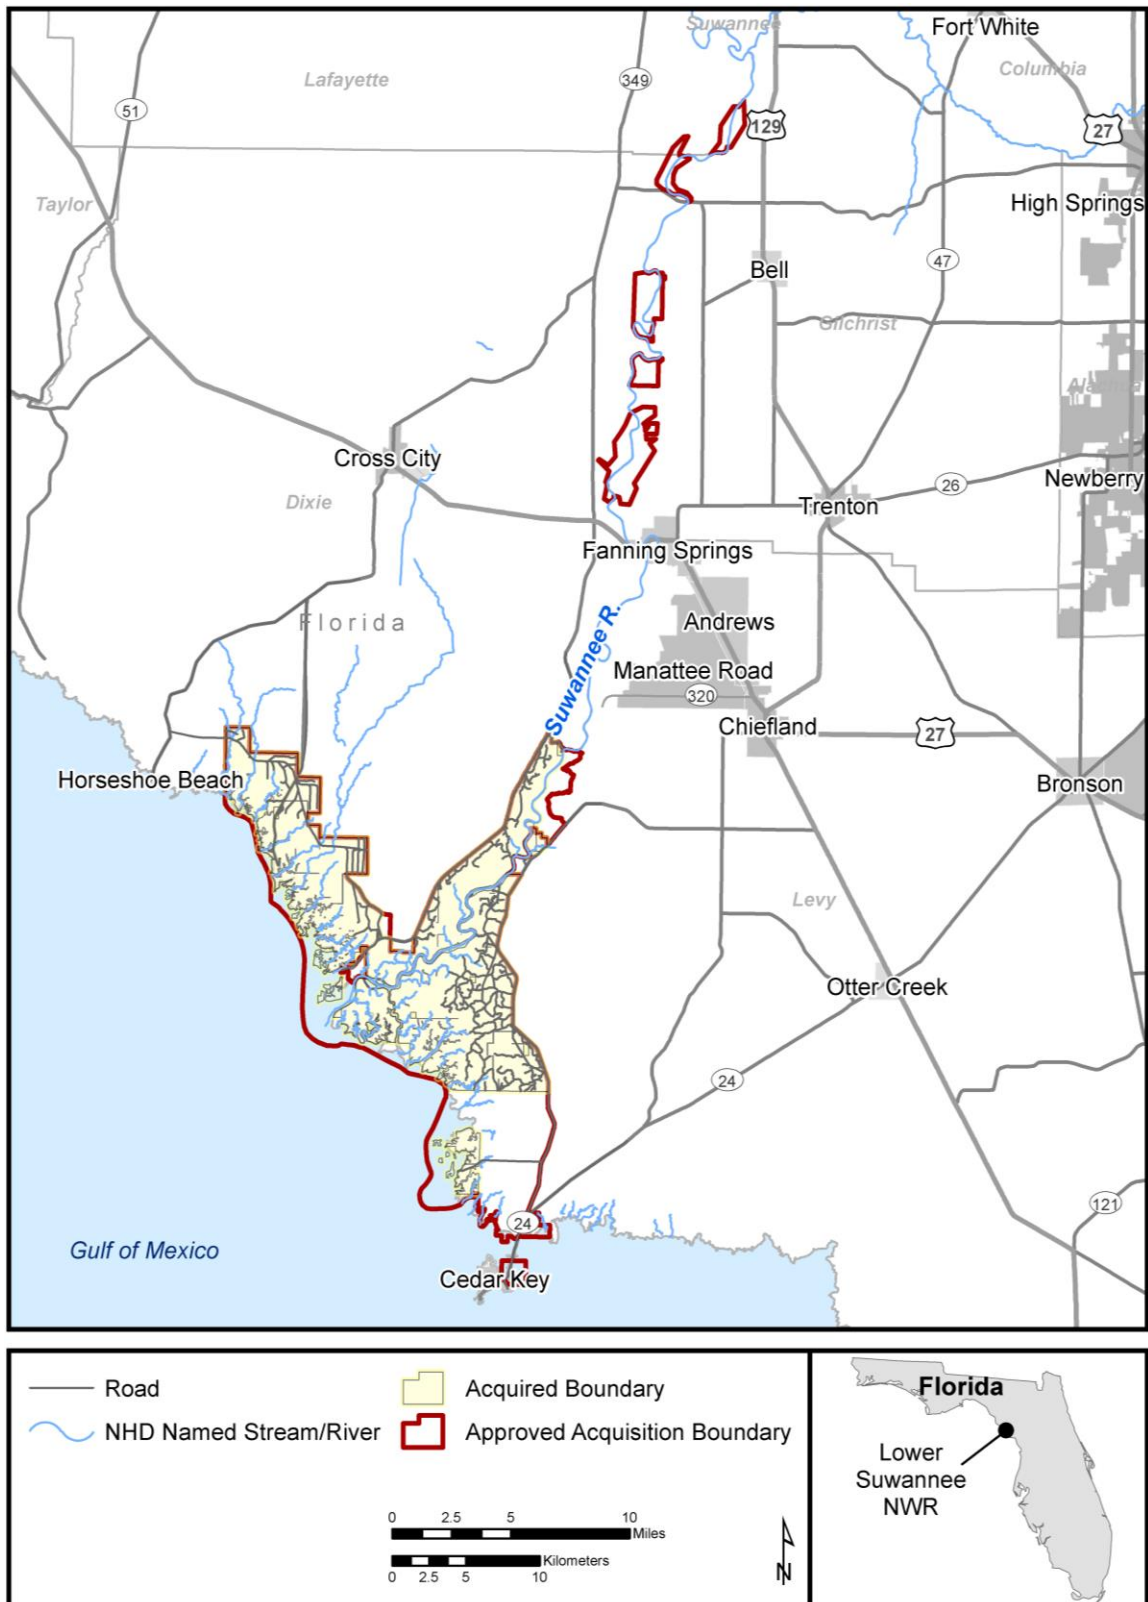 Suwannee
Fort White
Lafayette
Columbia
349
51
129
27
Taylor
High Springs
Bell
47
Gilchrist
Alachua
Cross City
Newberry
26
Trenton
Dixie
Fanning Springs
Florida
Andrews
Suwannee R.
Manattee Road
320
Chiefland
27
Horseshoe Beach
Bronson
Levy
Otter Creek
24
121
24
Gulf of Mexico
Cedar Key
Road
NHD Named Stream/River
Acquired Boundary
Approved Acquisition Boundary
0 2.5 5 10
Miles
Kilometers
0 2.5 5 10
N
Florida
Lower
Suwannee
NWR